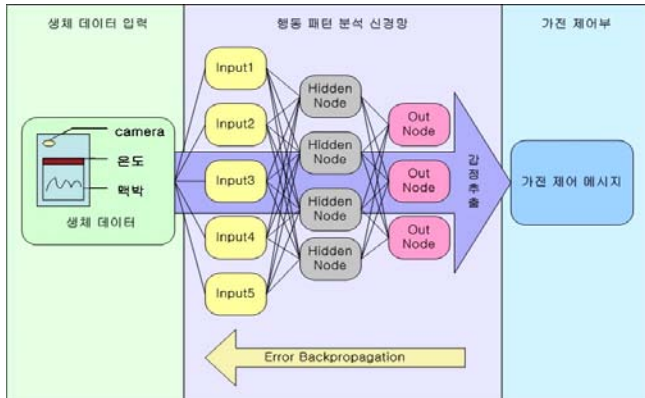 생체 데이터 입력
행동 패턴 분석 신경망
가전 제어부
camera
온도
맥박
생체 데이터
Input1
Input2
Input3
Input4
Input5
Hidden
Node
Hidden
Node
Hidden
Node
Hidden
Node
Out
Node
Out
Node
Out
Node
감정추출
가전 제어 메시지
Error Backpropagation